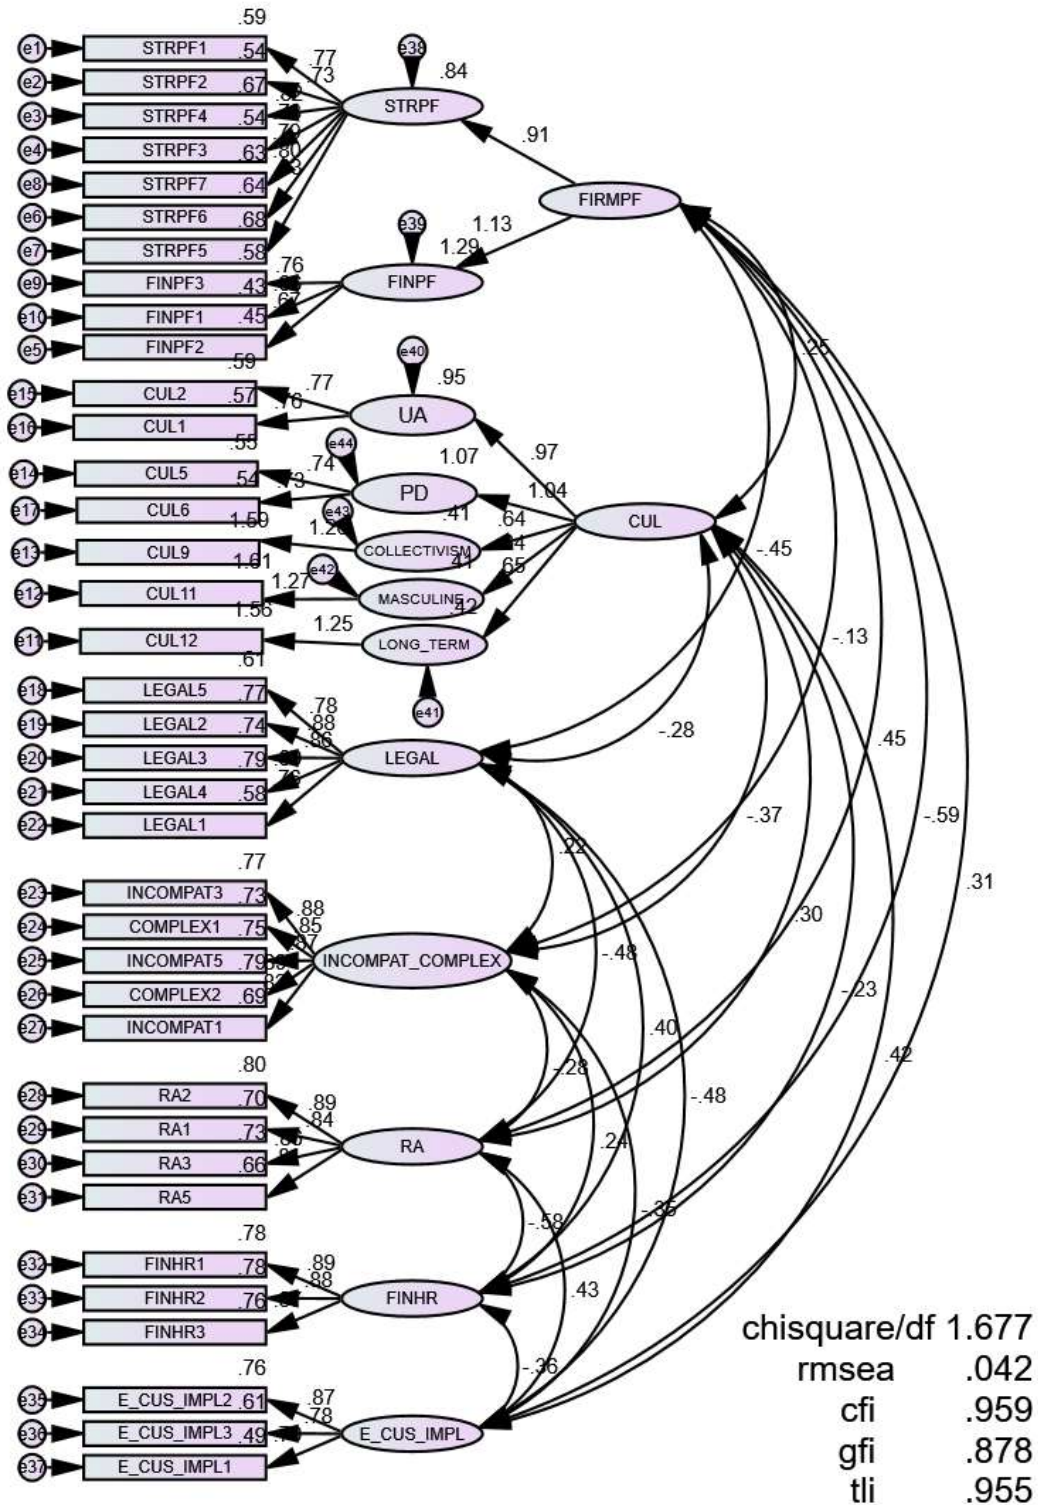 .59
e1 STRPF1 .54 .77 e38
e2 STRPF2 .67 .73 .84
e3 STRPF4 .54 STRPF
e4 STRPF3 .63 .91
e8 STRPF7 .64 .80
e6 STRPF6 .68 FIRMPF
e7 STRPF5 .58 e39 1.13
e9 FINPF3 .43 .76 FINPF 1.29
e10 FINPF1 .45 .67
e5 FINPF2 e40 .25
.59
e15 CUL2 .57 .77 .95
e16 CUL1 .76 UA
.55 e44 1.07 .97
e14 CUL5 .54 .74 PD 1.04
e17 CUL6 .73 e43 .41 .64 CUL
1.59
e13 CUL9 COLLECTIVISM -.45
1.61 e42 .41 .65
e12 CUL11 1.27 MASCULINE
1.56 .42
e11 CUL12 1.25 LONG_TERM -.13
.61
e18 LEGAL5 .77 .78
e19 LEGAL2 .74 .88 e41 -.28 .45
e20 LEGAL3 .79 .86 LEGAL
e21 LEGAL4 .58 .76
e22 LEGAL1 -.37 -.59
.77 .22 .31
e23 INCOMPAT3 .73 .88
e24 COMPLEX1 .75 .85 .30
e25 INCOMPAT5 .79 .87 INCOMPAT_COMPLEX -.48
e26 COMPLEX2 .69 -.23
e27 INCOMPAT1 .40
.80 -.28 .42
e28 RA2 .70 .89 -.48
e29 RA1 .73 .84 .24
e30 RA3 .66 RA
e31 RA5 -.58 -.35
.78
e32 FINHR1 .78 .89
e33 FINHR2 .76 .88 FINHR .43
e34 FINHR3
chisquare/df 1.677
.76 -.36
rmsea .042
e35 E_CUS_IMPL2 .61 .87
cfi .959
e36 E_CUS_IMPL3 .49 .78 E_CUS_IMPL
gfi .878
e37 E_CUS_IMPL1
tli .955